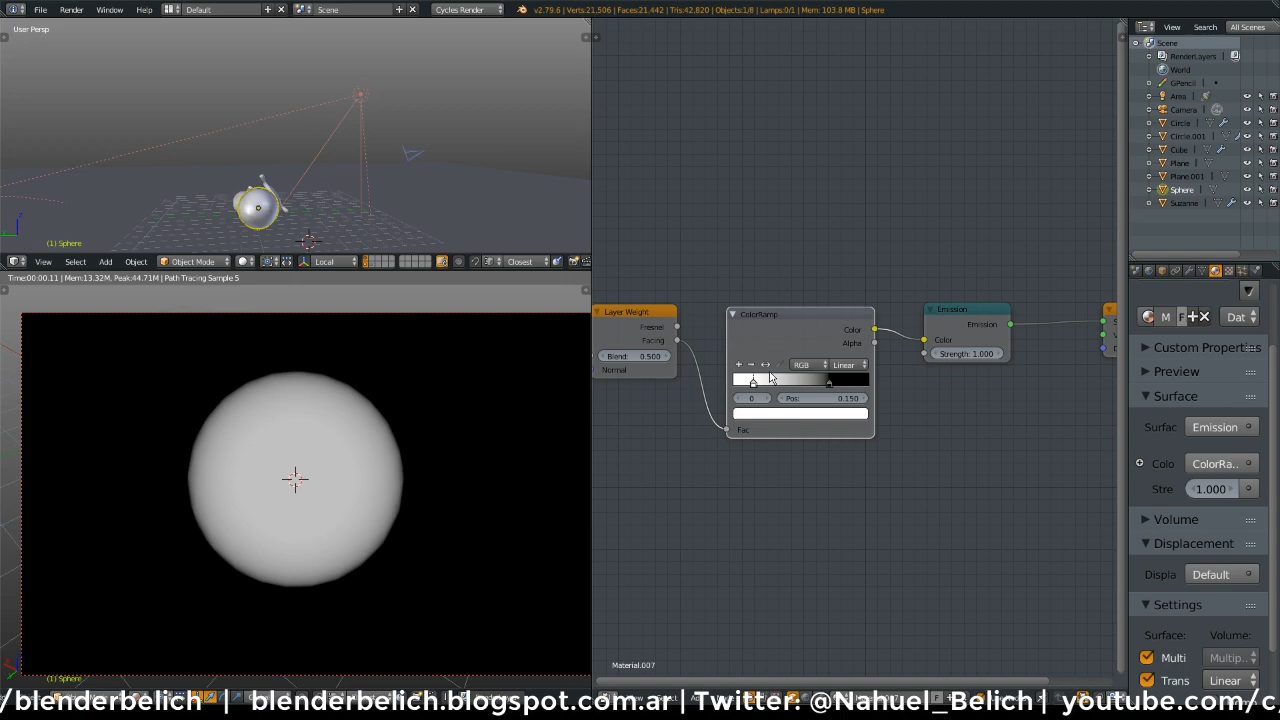 File Render Window Help Default Scene Cycles Render v2.79.6 | Verts:21,506 | Faces:21,442 | Tris:42,820 | Objects:1/8 | Lamps:0/1 | Mem: 103.8 MB | Sphere
View Search All Scenes
User Persp
Scene
RenderLayers
World
GPencil
Area
Camera
Circle
Circle.001
Cube
Plane
Plane.001
Sphere
Suzanne
(1) Sphere
View Select Add Object Object Mode Local Closest
Time:00:00.11 | Mem:13.32M, Peak:44.71M | Path Tracing Sample 5
Layer Weight
Fresnel
Facing
Blend: 0.500
Normal
ColorRamp
Color
Alpha
RGB Linear
0 Pos: 0.150
Fac
Emission
Emission
Color
Strength: 1.000
M F Dat
Custom Properties
Preview
Surface
Surfac Emission
Colo ColorRa..
Stre 1.000
Volume
Displacement
Displa Default
Settings
Surface: Volume:
Multi Multip..
Trans Linear
Material.007
(1) Sphere
/blenderbelich | blenderbelich.blogspot.com.ar | Twitter: @Nahuel_Belich | youtube.com/c/